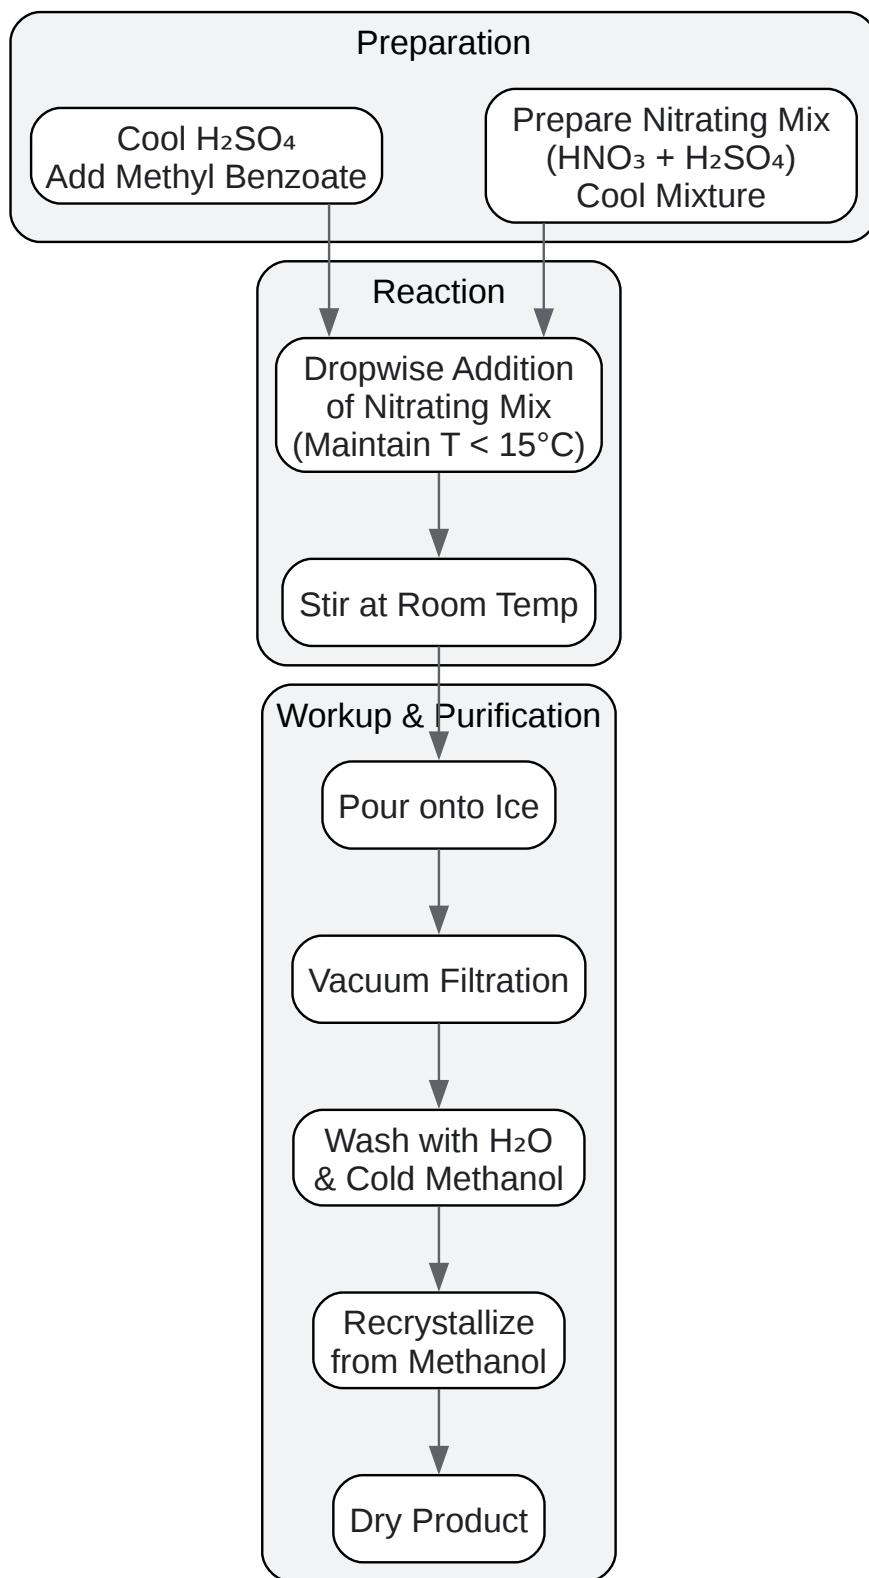 Preparation
Cool H₂SO₄
Add Methyl Benzoate
Prepare Nitrating Mix
(HNO₃ + H₂SO₄)
Cool Mixture
Reaction
Dropwise Addition
of Nitrating Mix
(Maintain T < 15°C)
Stir at Room Temp
Workup & Purification
Pour onto Ice
Vacuum Filtration
Wash with H₂O
& Cold Methanol
Recrystallize
from Methanol
Dry Product